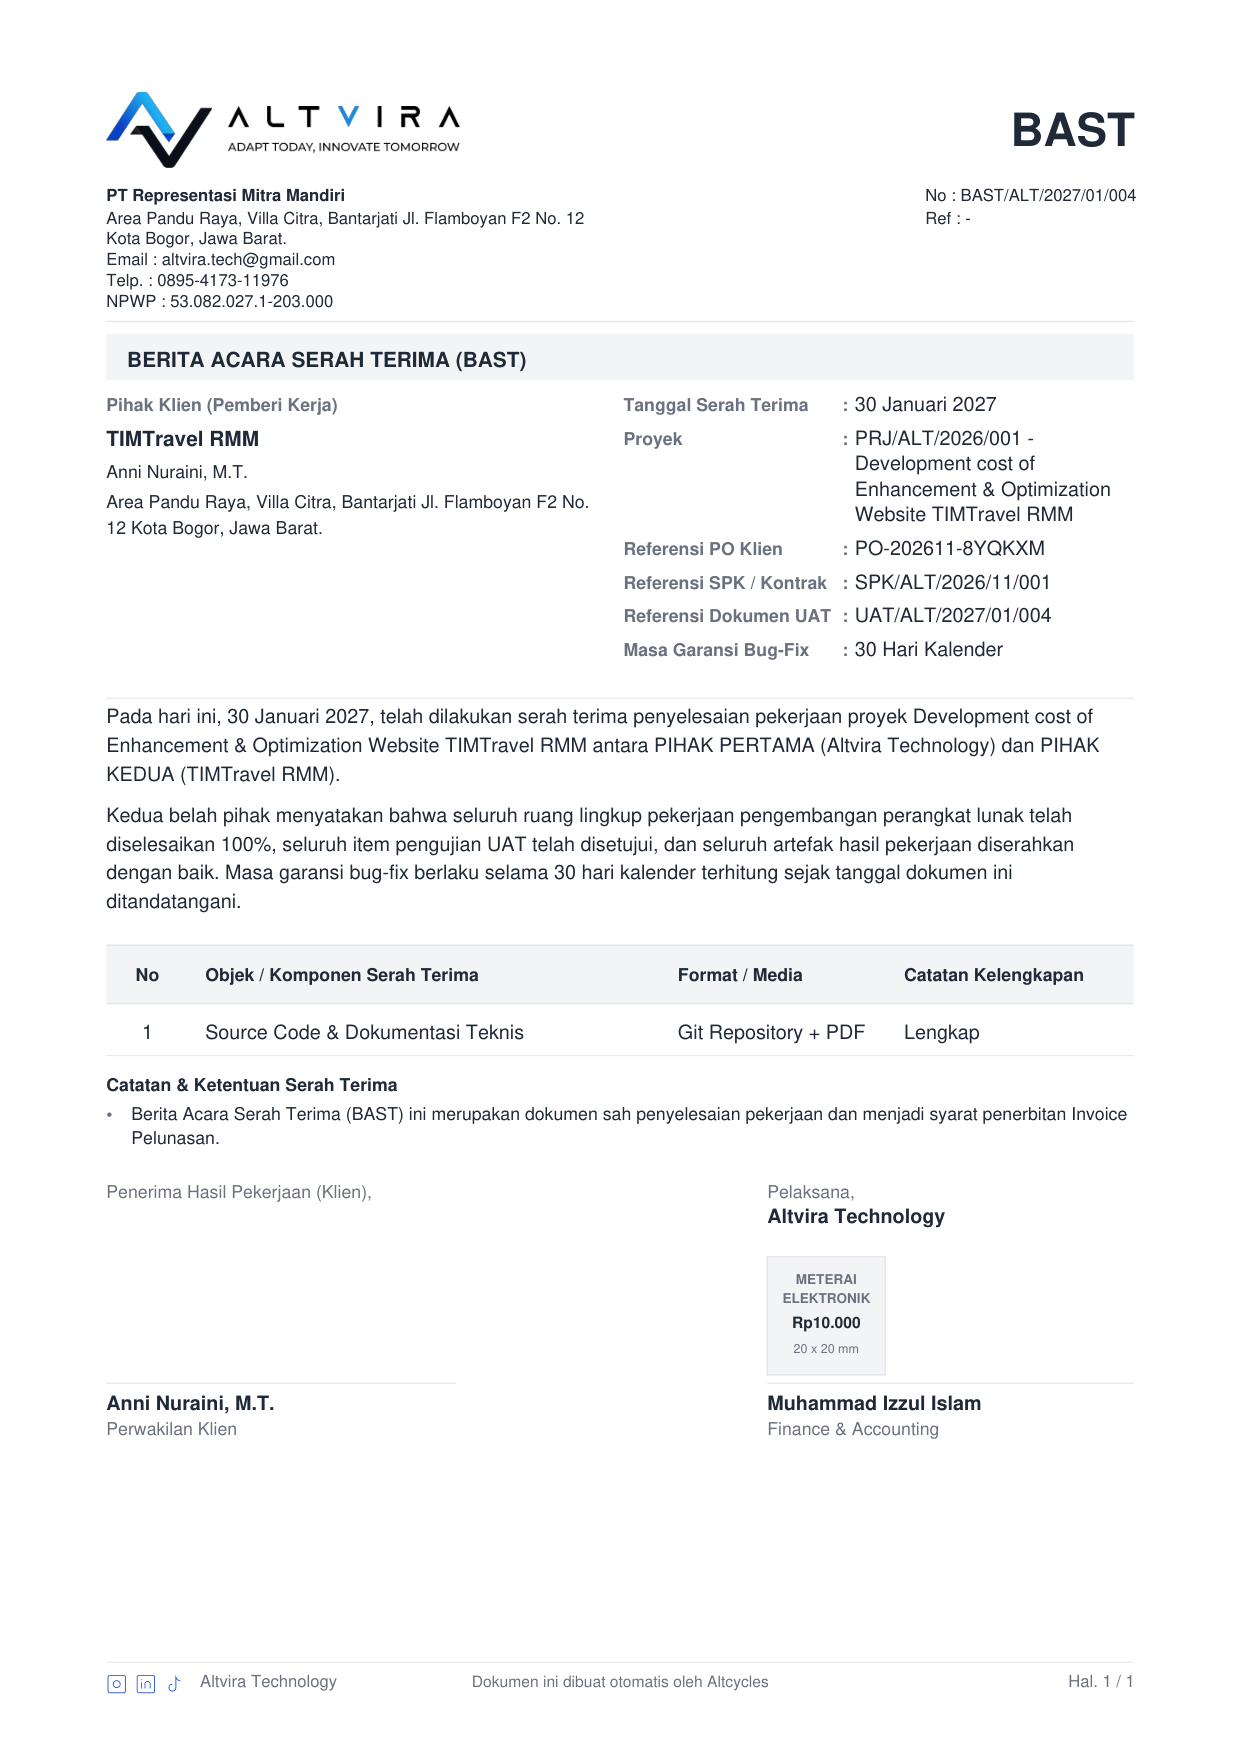 ALTVIRA
ADAPT TODAY, INNOVATE TOMORROW
BAST
PT Representasi Mitra Mandiri
Area Pandu Raya, Villa Citra, Bantarjati Jl. Flamboyan F2 No. 12
Kota Bogor, Jawa Barat.
Email : altvira.tech@gmail.com
Telp. : 0895-4173-11976
NPWP : 53.082.027.1-203.000
No : BAST/ALT/2027/01/004
Ref : -
BERITA ACARA SERAH TERIMA (BAST)
Pihak Klien (Pemberi Kerja)
TIMTravel RMM
Anni Nuraini, M.T.
Area Pandu Raya, Villa Citra, Bantarjati Jl. Flamboyan F2 No.
12 Kota Bogor, Jawa Barat.
Tanggal Serah Terima : 30 Januari 2027
Proyek : PRJ/ALT/2026/001 -
Development cost of
Enhancement & Optimization
Website TIMTravel RMM
Referensi PO Klien : PO-202611-8YQKXM
Referensi SPK / Kontrak : SPK/ALT/2026/11/001
Referensi Dokumen UAT : UAT/ALT/2027/01/004
Masa Garansi Bug-Fix : 30 Hari Kalender
Pada hari ini, 30 Januari 2027, telah dilakukan serah terima penyelesaian pekerjaan proyek Development cost of
Enhancement & Optimization Website TIMTravel RMM antara PIHAK PERTAMA (Altvira Technology) dan PIHAK
KEDUA (TIMTravel RMM).
Kedua belah pihak menyatakan bahwa seluruh ruang lingkup pekerjaan pengembangan perangkat lunak telah
diselesaikan 100%, seluruh item pengujian UAT telah disetujui, dan seluruh artefak hasil pekerjaan diserahkan
dengan baik. Masa garansi bug-fix berlaku selama 30 hari kalender terhitung sejak tanggal dokumen ini
ditandatangani.
No Objek / Komponen Serah Terima Format / Media Catatan Kelengkapan
1 Source Code & Dokumentasi Teknis Git Repository + PDF Lengkap
Catatan & Ketentuan Serah Terima
• Berita Acara Serah Terima (BAST) ini merupakan dokumen sah penyelesaian pekerjaan dan menjadi syarat penerbitan Invoice
Pelunasan.
Penerima Hasil Pekerjaan (Klien),
Pelaksana,
Altvira Technology
METERAI
ELEKTRONIK
Rp10.000
20 x 20 mm
Anni Nuraini, M.T.
Perwakilan Klien
Muhammad Izzul Islam
Finance & Accounting
Altvira Technology Dokumen ini dibuat otomatis oleh Altcycles Hal. 1 / 1